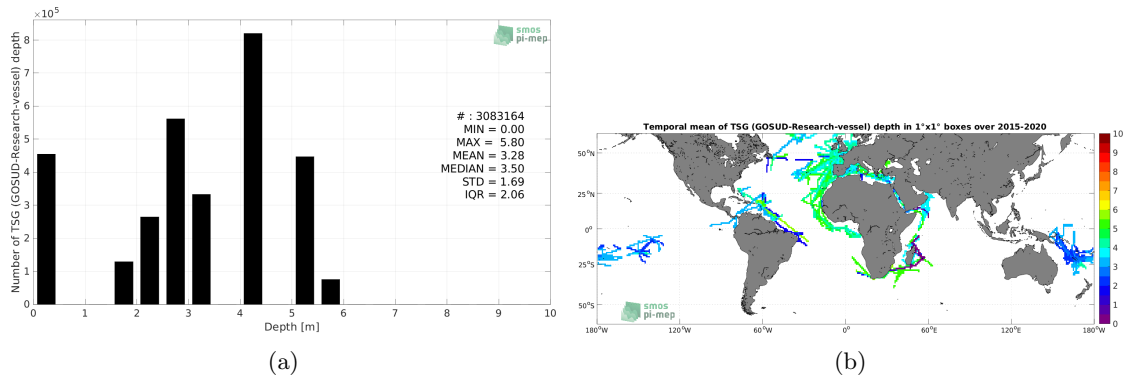 ×10⁵
8
7
6
5
4
3
2
1
0
Number of TSG (GOSUD-Research-vessel) depth
smos
pi-mep
# : 3083164
MIN = 0.00
MAX = 5.80
MEAN = 3.28
MEDIAN = 3.50
STD = 1.69
IQR = 2.06
0 1 2 3 4 5 6 7 8 9 10
Depth [m]
(a)
Temporal mean of TSG (GOSUD-Research-vessel) depth in 1°x1° boxes over 2015-2020
50°N
25°N
0°
25°S
50°S
smos
pi-mep
180°W 120°W 60°W 0° 60°E 120°E 180°W
10
9
8
7
6
5
4
3
2
1
0
(b)